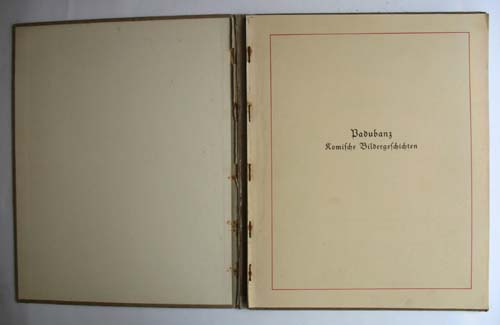 Padubanz
Komiſche Bildergeſchichten